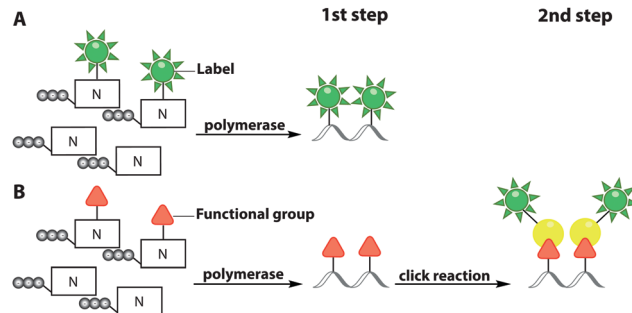 1st step
2nd step
A
N
Label
N
polymerase
N
N
B
Functional group
N
N
polymerase
click reaction
N
N